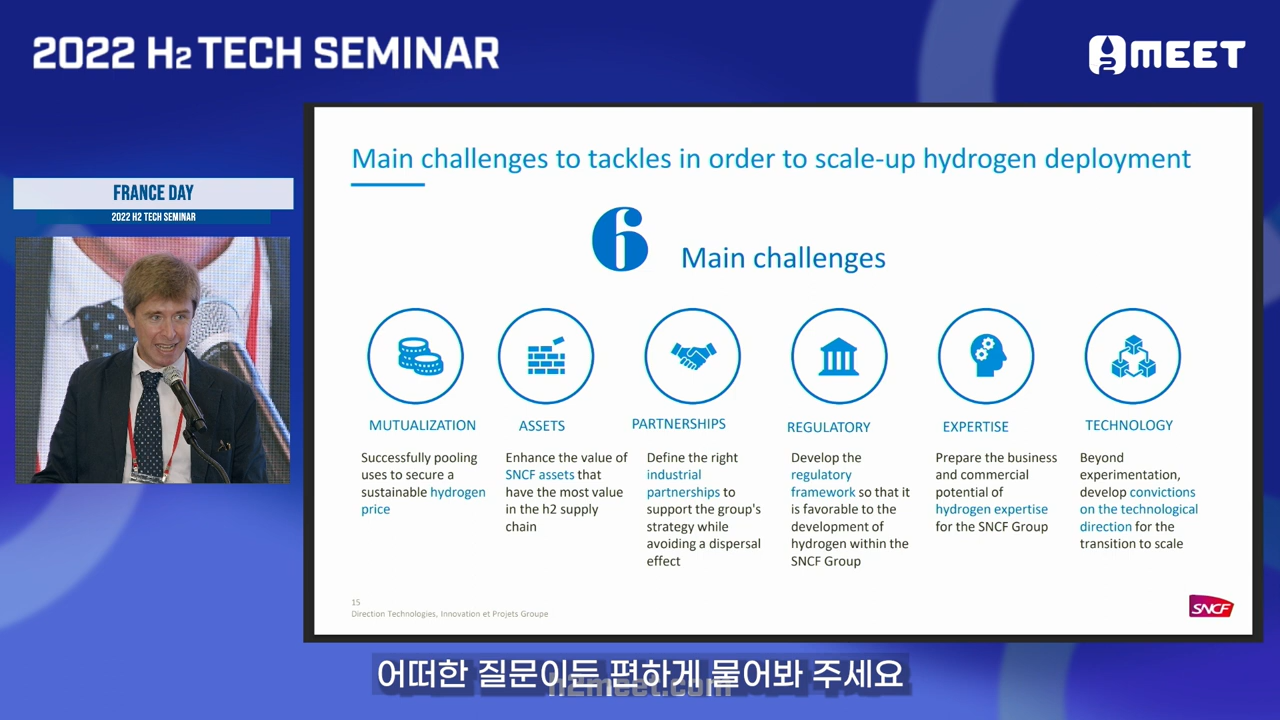 2022 H2 TECH SEMINAR
H2 MEET
FRANCE DAY
2022 H2 TECH SEMINAR
Main challenges to tackles in order to scale-up hydrogen deployment
6 Main challenges
MUTUALIZATION
Successfully pooling
uses to secure a
sustainable hydrogen
price
ASSETS
Enhance the value of
SNCF assets that
have the most value
in the h2 supply
chain
PARTNERSHIPS
Define the right
industrial
partnerships to
support the group's
strategy while
avoiding a dispersal
effect
REGULATORY
Develop the
regulatory
framework so that it
is favorable to the
development of
hydrogen within the
SNCF Group
EXPERTISE
Prepare the business
and commercial
potential of
hydrogen expertise
for the SNCF Group
TECHNOLOGY
Beyond
experimentation,
develop convictions
on the technological
direction for the
transition to scale
15
Direction Technologies, Innovation et Projets Groupe
SNCF
어떠한 질문이든 편하게 물어봐 주세요
h2meet.com